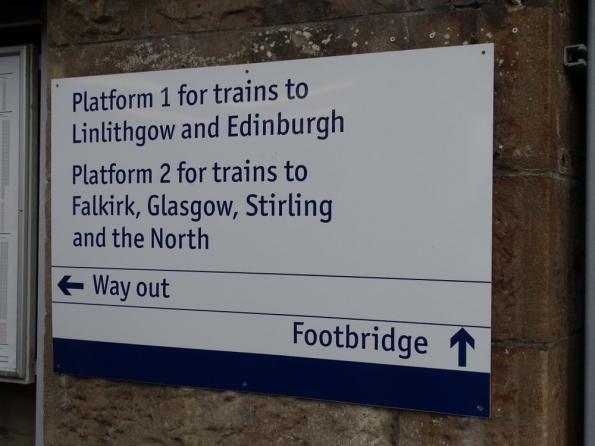 Platform 1 for trains to
Linlithgow and Edinburgh
Platform 2 for trains to
Falkirk, Glasgow, Stirling
and the North
← Way out
Footbridge ↑